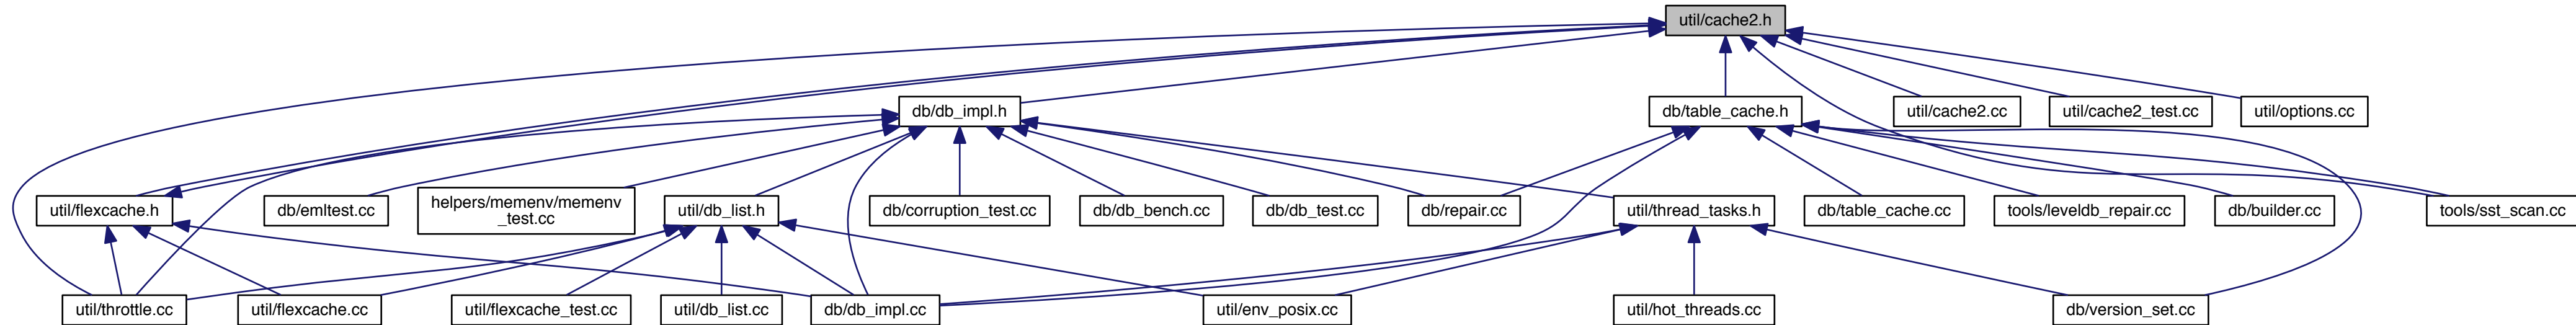 util/cache2.h
db/db_impl.h
db/table_cache.h
util/cache2.cc
util/cache2_test.cc
util/options.cc
util/flexcache.h
db/emltest.cc
helpers/memenv/memenv
_test.cc
util/db_list.h
db/corruption_test.cc
db/db_bench.cc
db/db_test.cc
db/repair.cc
util/thread_tasks.h
db/table_cache.cc
tools/leveldb_repair.cc
db/builder.cc
tools/sst_scan.cc
util/throttle.cc
util/flexcache.cc
util/flexcache_test.cc
util/db_list.cc
db/db_impl.cc
util/env_posix.cc
util/hot_threads.cc
db/version_set.cc